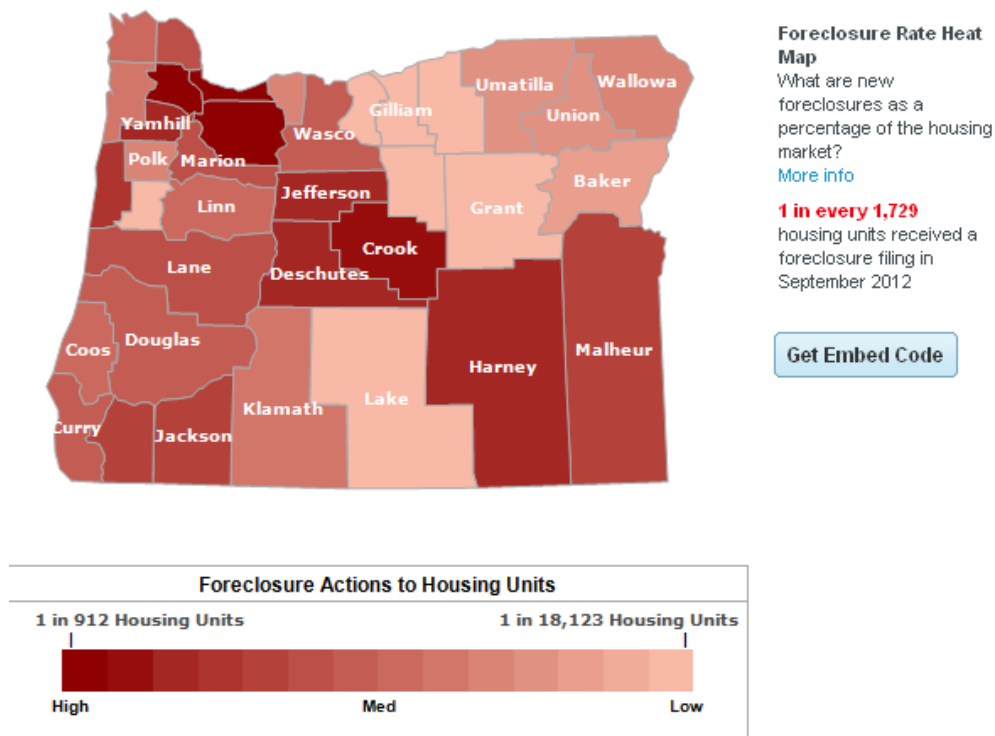 Foreclosure Rate Heat
Map
What are new
foreclosures as a
percentage of the housing
market?
More info
1 in every 1,729
housing units received a
foreclosure filing in
September 2012
Get Embed Code
Umatilla
Wallowa
Gilliam
Union
Yamhill
Wasco
Polk
Marion
Baker
Jefferson
Linn
Grant
Crook
Lane
Deschutes
Douglas
Coos
Malheur
Harney
Lake
Klamath
Curry
Jackson
Foreclosure Actions to Housing Units
1 in 912 Housing Units
1 in 18,123 Housing Units
High
Med
Low